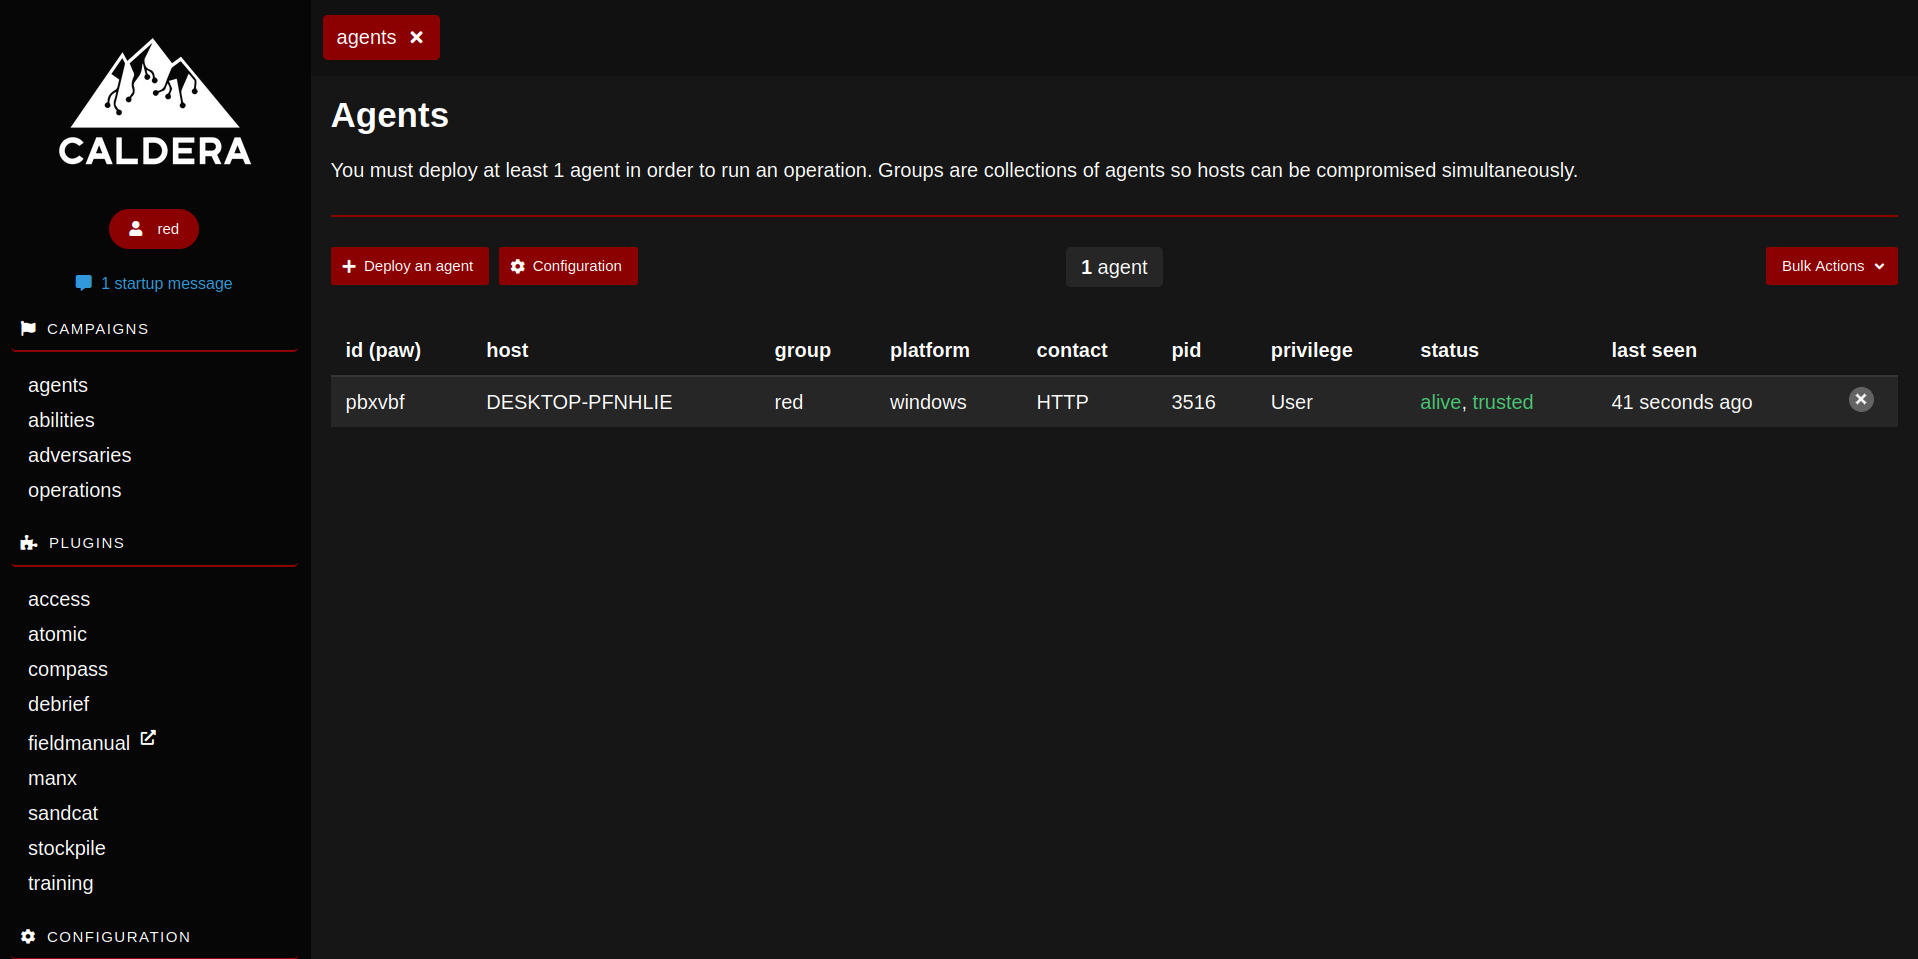 CALDERA
red
1 startup message
CAMPAIGNS
agents
abilities
adversaries
operations
PLUGINS
access
atomic
compass
debrief
fieldmanual
manx
sandcat
stockpile
training
CONFIGURATION
agents
Agents
You must deploy at least 1 agent in order to run an operation. Groups are collections of agents so hosts can be compromised simultaneously.
Deploy an agent Configuration 1 agent Bulk Actions
id (paw) host group platform contact pid privilege status last seen
pbxvbf DESKTOP-PFNHLIE red windows HTTP 3516 User alive, trusted 41 seconds ago